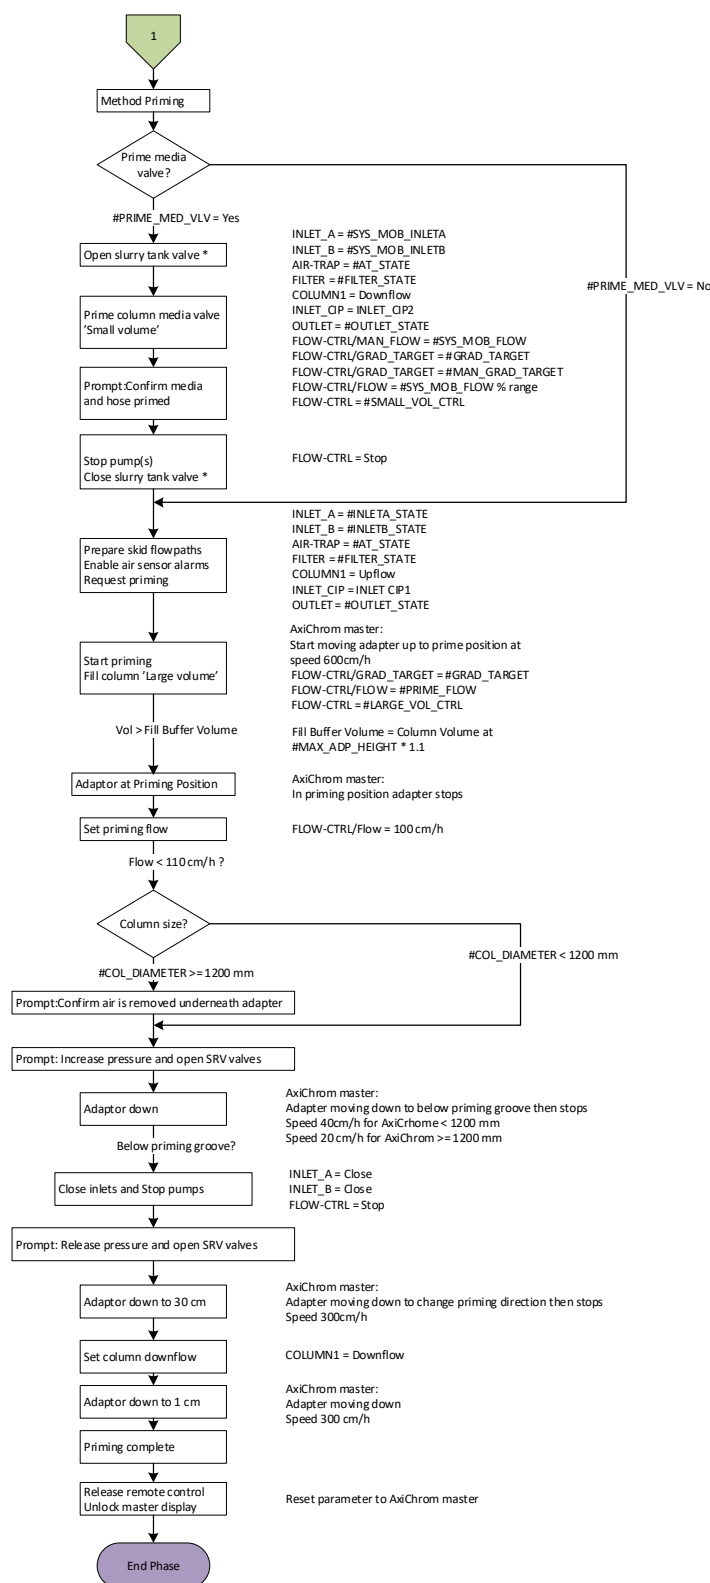 1
Method Priming
Prime media
valve?
#PRIME_MED_VLV = Yes
#PRIME_MED_VLV = No
Open slurry tank valve *
Prime column media valve
'Small volume'
Prompt:Confirm media
and hose primed
INLET_A = #SYS_MOB_INLETA
INLET_B = #SYS_MOB_INLETB
AIR-TRAP = #AT_STATE
FILTER = #FILTER_STATE
COLUMN1 = Downflow
INLET_CIP = INLET_CIP2
OUTLET = #OUTLET_STATE
FLOW-CTRL/MAN_FLOW = #SYS_MOB_FLOW
FLOW-CTRL/GRAD_TARGET = #GRAD_TARGET
FLOW-CTRL/GRAD_TARGET = #MAN_GRAD_TARGET
FLOW-CTRL/FLOW = #SYS_MOB_FLOW % range
FLOW-CTRL = #SMALL_VOL_CTRL
Stop pump(s)
Close slurry tank valve *
FLOW-CTRL = Stop
Prepare skid flowpaths
Enable air sensor alarms
Request priming
INLET_A = #INLETA_STATE
INLET_B = #INLETB_STATE
AIR-TRAP = #AT_STATE
FILTER = #FILTER_STATE
COLUMN1 = Upflow
INLET_CIP = INLET CIP1
OUTLET = #OUTLET_STATE
Start priming
Fill column 'Large volume'
AxiChrom master:
Start moving adapter up to prime position at
speed 600cm/h
FLOW-CTRL/GRAD_TARGET = #GRAD_TARGET
FLOW-CTRL/FLOW = #PRIME_FLOW
FLOW-CTRL = #LARGE_VOL_CTRL
Vol > Fill Buffer Volume
Fill Buffer Volume = Column Volume at
#MAX_ADP_HEIGHT * 1.1
Adaptor at Priming Position
AxiChrom master:
In priming position adapter stops
Set priming flow
FLOW-CTRL/Flow = 100 cm/h
Flow < 110 cm/h ?
Column size?
#COL_DIAMETER < 1200 mm
#COL_DIAMETER >= 1200 mm
Prompt:Confirm air is removed underneath adapter
Prompt: Increase pressure and open SRV valves
Adaptor down
AxiChrom master:
Adapter moving down to below priming groove then stops
Speed 40cm/h for AxiCrhome < 1200 mm
Speed 20 cm/h for AxiChrom >= 1200 mm
Below priming groove?
Close inlets and Stop pumps
INLET_A = Close
INLET_B = Close
FLOW-CTRL = Stop
Prompt: Release pressure and open SRV valves
Adaptor down to 30 cm
AxiChrom master:
Adapter moving down to change priming direction then stops
Speed 300cm/h
Set column downflow
COLUMN1 = Downflow
Adaptor down to 1 cm
AxiChrom master:
Adapter moving down
Speed 300 cm/h
Priming complete
Release remote control
Unlock master display
Reset parameter to AxiChrom master
End Phase